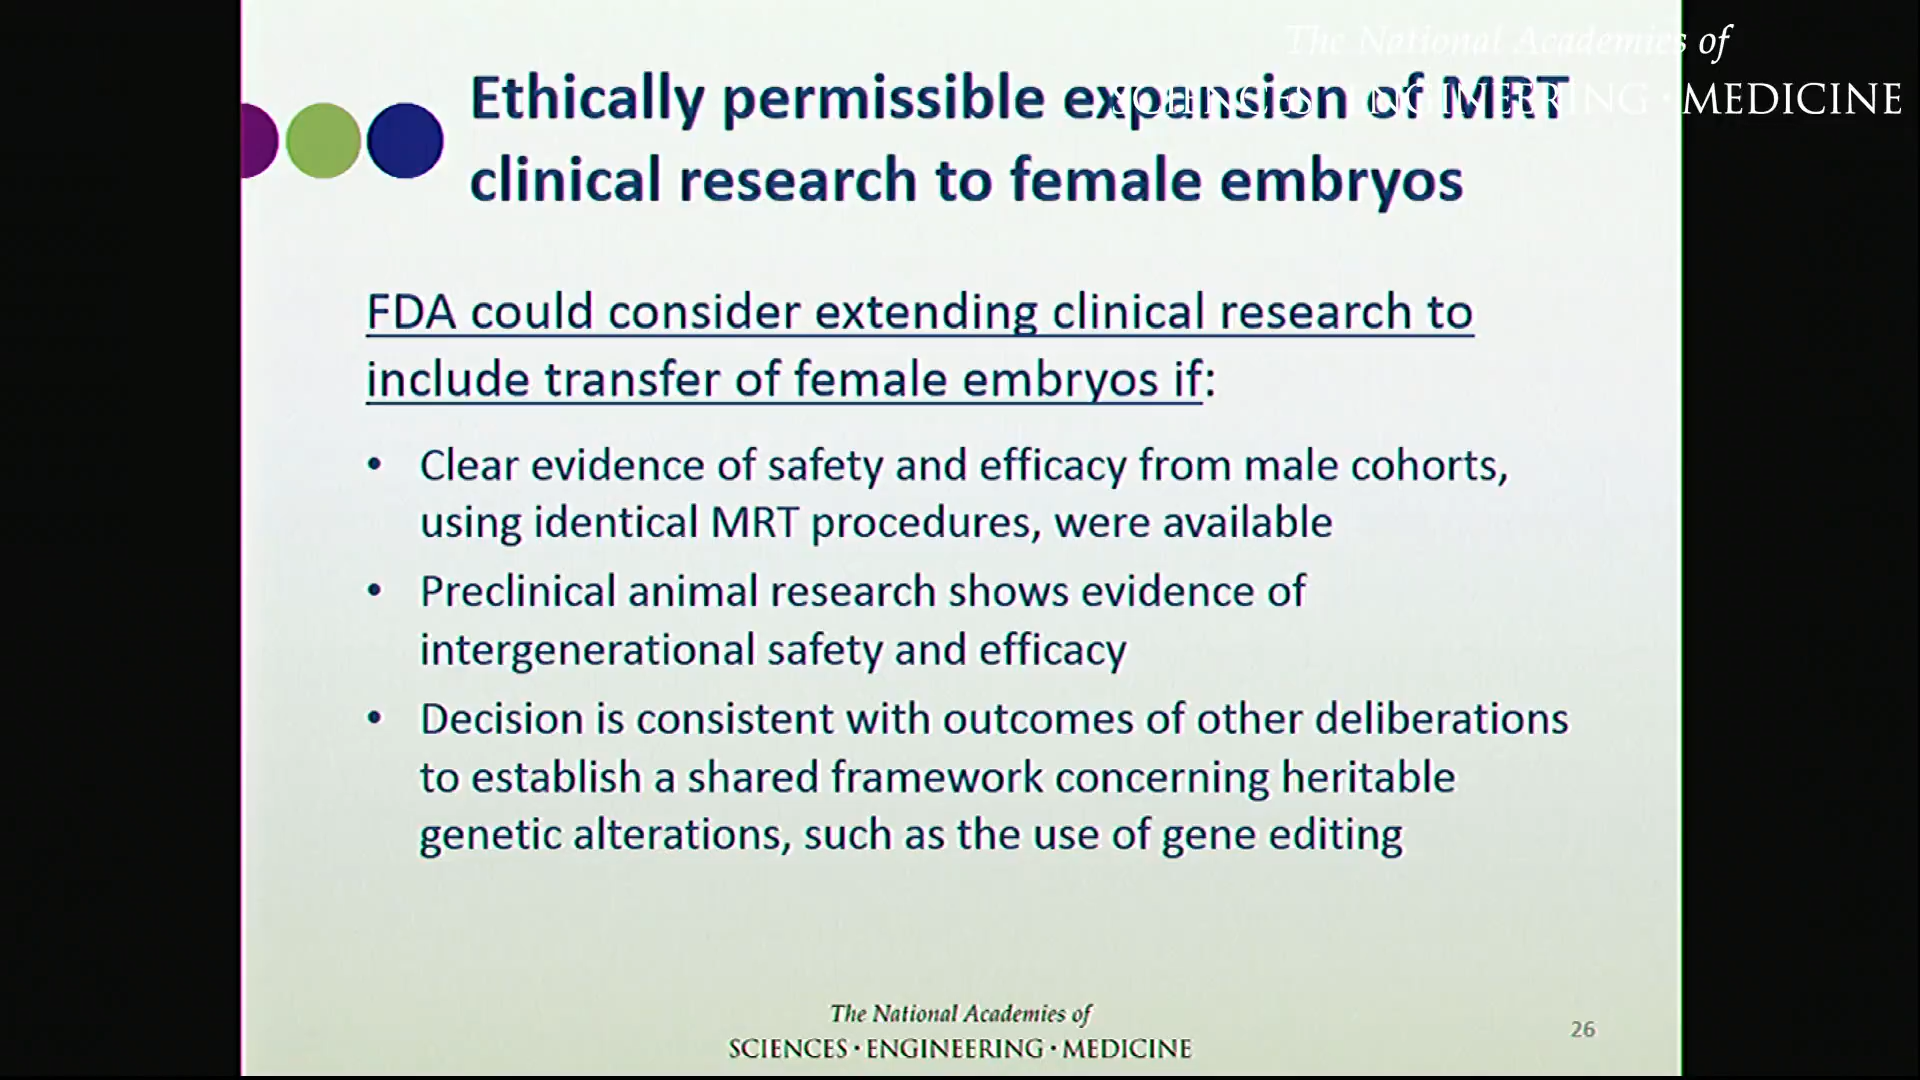 The National Academies of
SCIENCES · ENGINEERING · MEDICINE
Ethically permissible expansion of MRT
clinical research to female embryos
FDA could consider extending clinical research to
include transfer of female embryos if:
• Clear evidence of safety and efficacy from male cohorts,
using identical MRT procedures, were available
• Preclinical animal research shows evidence of
intergenerational safety and efficacy
• Decision is consistent with outcomes of other deliberations
to establish a shared framework concerning heritable
genetic alterations, such as the use of gene editing
The National Academies of
SCIENCES · ENGINEERING · MEDICINE
26